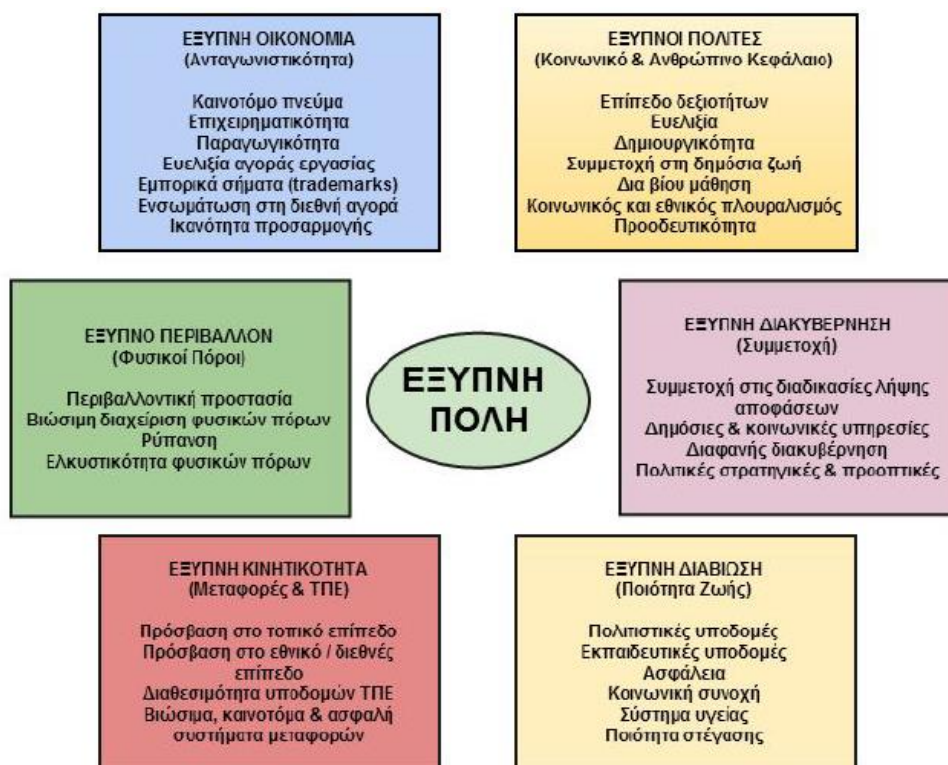 ΕΞΥΠΝΗ ΟΙΚΟΝΟΜΙΑ
(Ανταγωνιστικότητα)
Καινοτόμο πνεύμα
Επιχειρηματικότητα
Παραγωγικότητα
Ευελιξία αγοράς εργασίας
Εμπορικά σήματα (trademarks)
Ενσωμάτωση στη διεθνή αγορά
Ικανότητα προσαρμογής
ΕΞΥΠΝΟΙ ΠΟΛΙΤΕΣ
(Κοινωνικό & Ανθρώπινο Κεφάλαιο)
Επίπεδο δεξιοτήτων
Ευελιξία
Δημιουργικότητα
Συμμετοχή στη δημόσια ζωή
Δια βίου μάθηση
Κοινωνικός και εθνικός πλουραλισμός
Προοδευτικότητα
ΕΞΥΠΝΟ ΠΕΡΙΒΑΛΛΟΝ
(Φυσικοί Πόροι)
Περιβαλλοντική προστασία
Βιώσιμη διαχείριση φυσικών πόρων
Ρύπανση
Ελκυστικότητα φυσικών πόρων
ΕΞΥΠΝΗ
ΠΟΛΗ
ΕΞΥΠΝΗ ΔΙΑΚΥΒΕΡΝΗΣΗ
(Συμμετοχή)
Συμμετοχή στις διαδικασίες λήψης
αποφάσεων
Δημόσιες & κοινωνικές υπηρεσίες
Διαφανής διακυβέρνηση
Πολιτικές στρατηγικές & προοπτικές
ΕΞΥΠΝΗ ΚΙΝΗΤΙΚΟΤΗΤΑ
(Μεταφορές & ΤΠΕ)
Πρόσβαση στο τοπικό επίπεδο
Πρόσβαση στο εθνικό / διεθνές
επίπεδο
Διαθεσιμότητα υποδομών ΤΠΕ
Βιώσιμα, καινοτόμα & ασφαλή
συστήματα μεταφορών
ΕΞΥΠΝΗ ΔΙΑΒΙΩΣΗ
(Ποιότητα Ζωής)
Πολιτιστικές υποδομές
Εκπαιδευτικές υποδομές
Ασφάλεια
Κοινωνική συνοχή
Σύστημα υγείας
Ποιότητα στέγασης